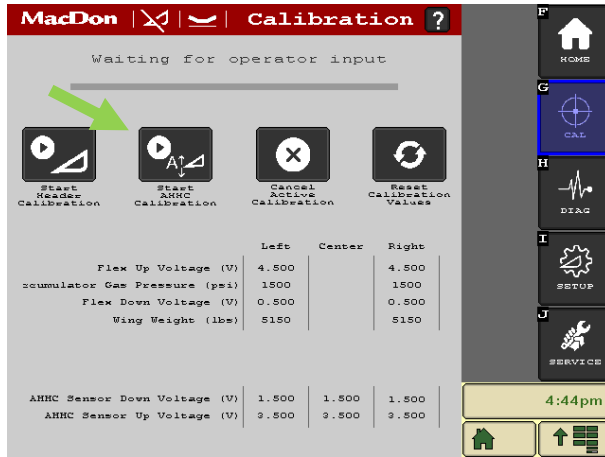 MacDon Calibration ?
Waiting for operator input
Start Header Calibration
A
Start AHHC Calibration
Cancel Active Calibration
Reset Calibration Values
Left Center Right
Flex Up Voltage (V) 4.500 4.500
ccumulator Gas Pressure (psi) 1500 1500
Flex Down Voltage (V) 0.500 0.500
Wing Weight (lbs) 5150 5150
AHHC Sensor Down Voltage (V) 1.500 1.500 1.500
AHHC Sensor Up Voltage (V) 3.500 3.500 3.500
F
HOME
G
CAL
H
DIAG
I
SETUP
J
SERVICE
4:44pm